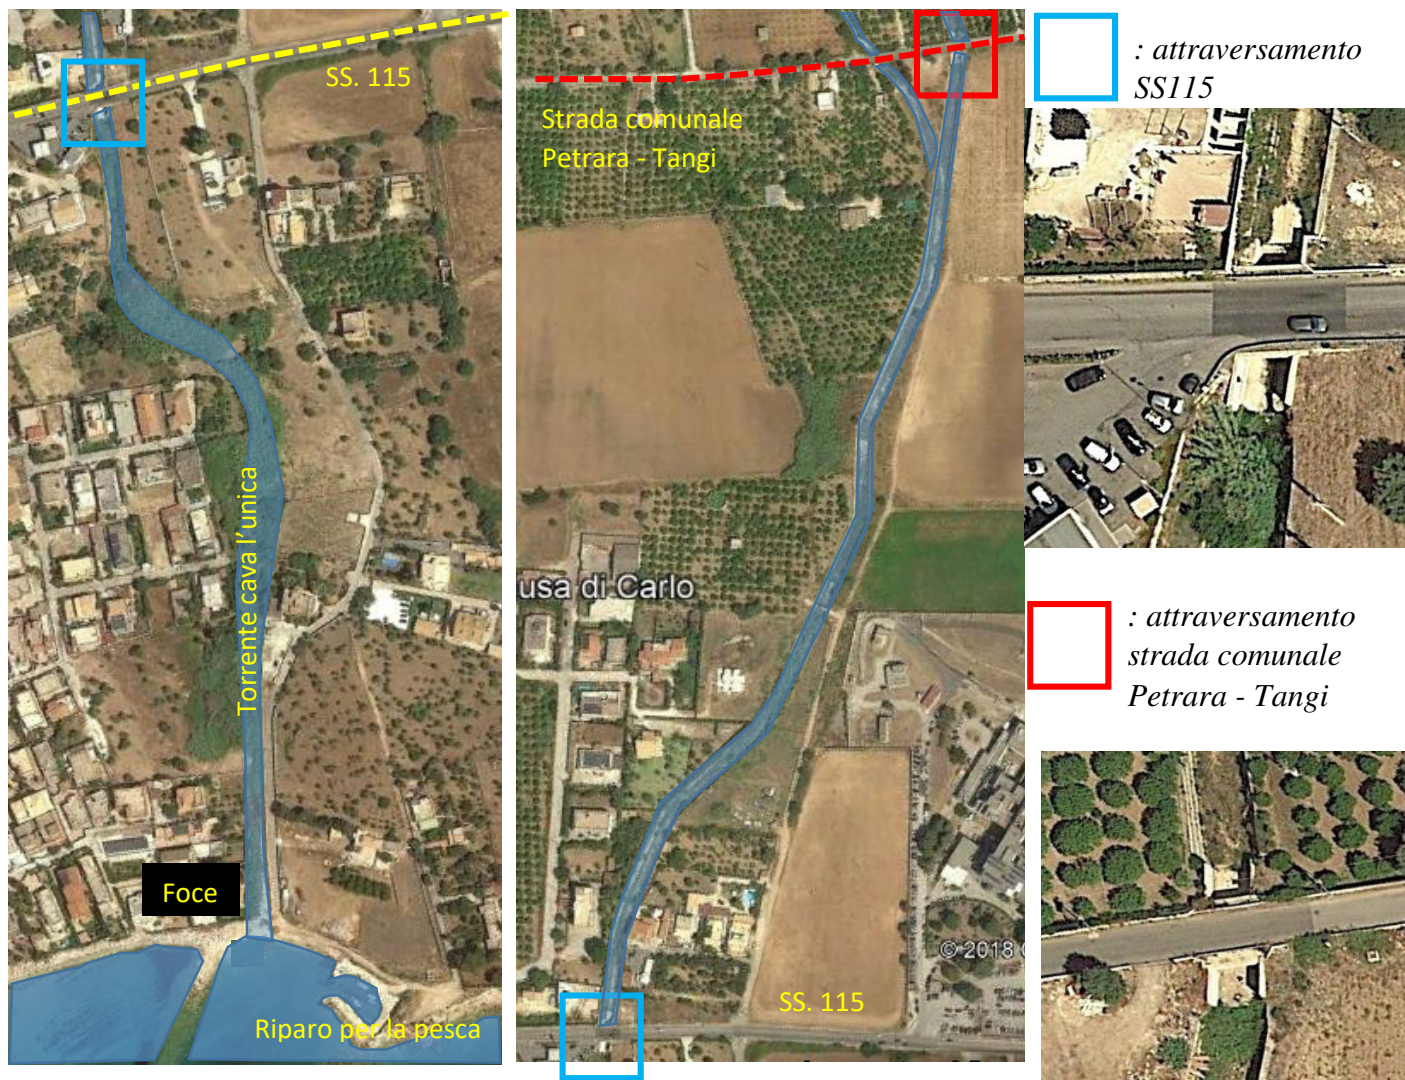 SS. 115
Torrente cava l'unica
Foce
Riparo per la pesca
Strada comunale
Petrara - Tangi
usa di Carlo
© 2018
SS. 115
: attraversamento
SS115
: attraversamento
strada comunale
Petrara - Tangi